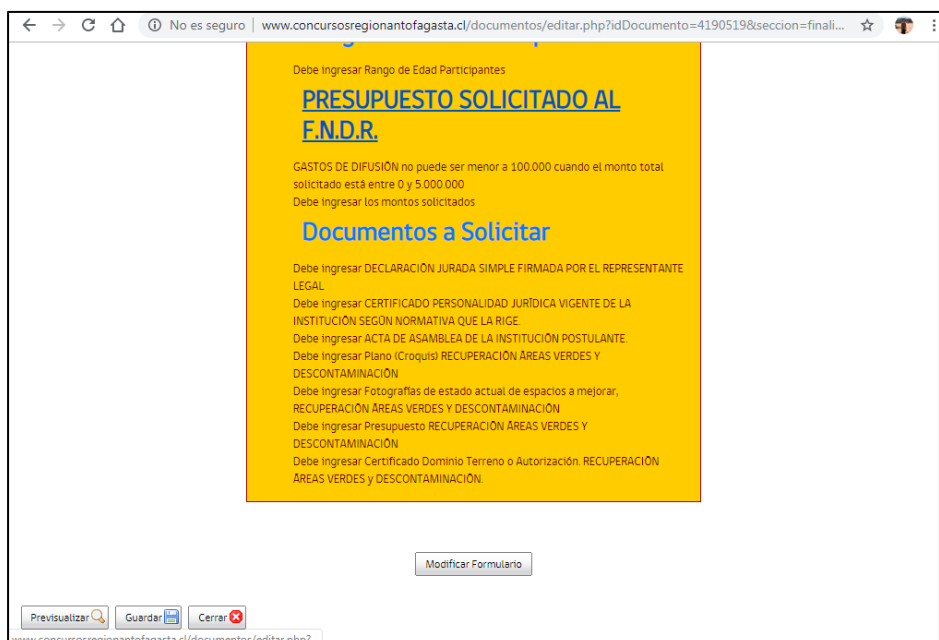 No es seguro | www.concursosregionantofagasta.cl/documentos/editar.php?idDocumento=4190519&seccion=finali...
Debe ingresar Rango de Edad Participantes
PRESUPUESTO SOLICITADO AL
F.N.D.R.
GASTOS DE DIFUSIÓN no puede ser menor a 100.000 cuando el monto total
solicitado está entre 0 y 5.000.000
Debe ingresar los montos solicitados
Documentos a Solicitar
Debe ingresar DECLARACIÓN JURADA SIMPLE FIRMADA POR EL REPRESENTANTE
LEGAL
Debe ingresar CERTIFICADO PERSONALIDAD JURÍDICA VIGENTE DE LA
INSTITUCIÓN SEGÚN NORMATIVA QUE LA RIGE.
Debe ingresar ACTA DE ASAMBLEA DE LA INSTITUCIÓN POSTULANTE.
Debe ingresar Plano (Croquis) RECUPERACIÓN ÁREAS VERDES Y
DESCONTAMINACIÓN
Debe ingresar Fotografías de estado actual de espacios a mejorar,
RECUPERACIÓN ÁREAS VERDES Y DESCONTAMINACIÓN
Debe ingresar Presupuesto RECUPERACIÓN ÁREAS VERDES Y
DESCONTAMINACIÓN
Debe ingresar Certificado Dominio Terreno o Autorización. RECUPERACIÓN
ÁREAS VERDES y DESCONTAMINACIÓN.
Modificar Formulario
Previsualizar Guardar Cerrar
www.concursosregionantofagasta.cl/documentos/editar.php?